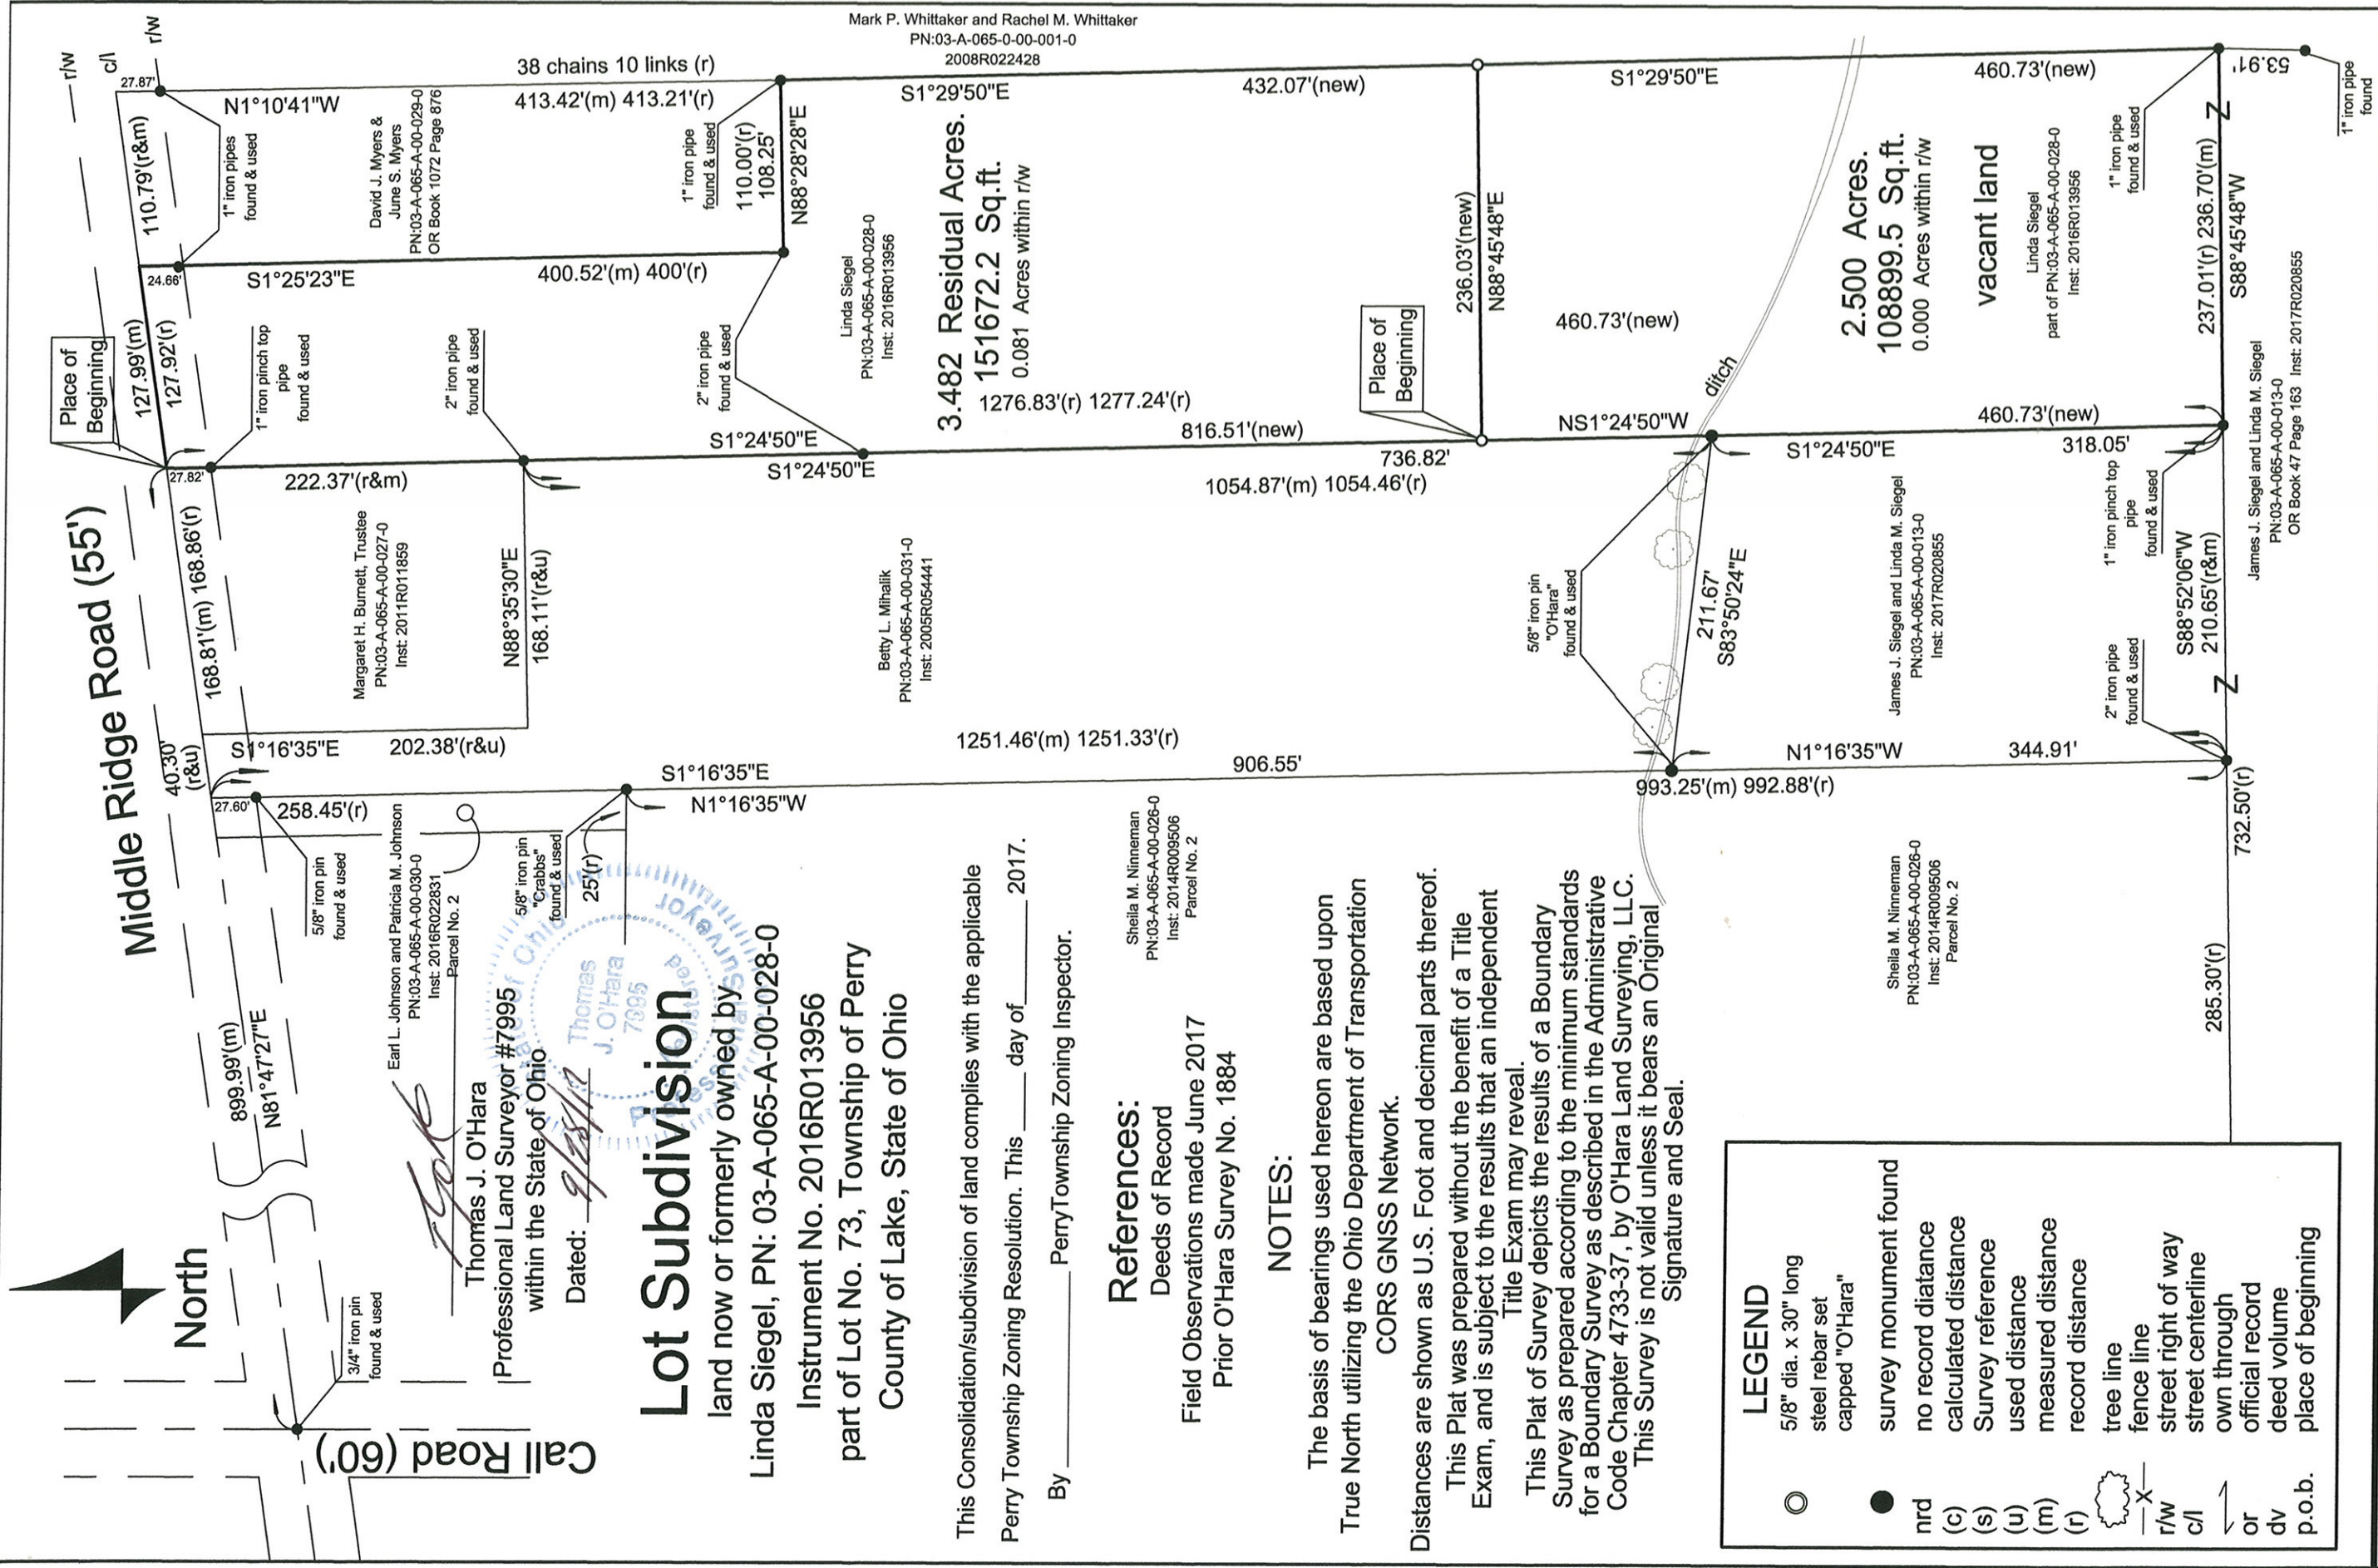 Mark P. Whittaker and Rachel M. Whittaker
PN:03-A-065-0-00-001-0
2008R022428
r/w
c/l
r/w
27.87'
38 chains 10 links (r)
N1°10'41"W
413.42'(m) 413.21'(r)
S1°29'50"E
432.07'(new)
S1°29'50"E
460.73'(new)
53.91'
1" iron pipe
found
110.79'(r&m)
1" iron pipes
found & used
David J. Myers &
June S. Myers
PN:03-A-065-A-00-029-0
OR Book 1072 Page 876
1" iron pipe
found & used
110.00'(r)
108.25'
N88°28'28"E
24.66'
S1°25'23"E
400.52'(m) 400'(r)
Linda Siegel
PN:03-A-065-A-00-028-0
Inst: 2016R013956
3.482 Residual Acres.
151672.2 Sq.ft.
0.081 Acres within r/w
236.03'(new)
N88°45'48"E
2.500 Acres.
108899.5 Sq.ft.
0.000 Acres within r/w
vacant land
Linda Siegel
part of PN:03-A-065-A-00-028-0
Inst: 2016R013956
1" iron pipe
found & used
237.01'(r) 236.70'(m)
S88°45'48"W
Z
Place of
Beginning
127.99'(m)
127.92'(r)
1" iron pinch top
pipe
found & used
2" iron pipe
found & used
2" iron pipe
found & used
1276.83'(r) 1277.24'(r)
Place of
Beginning
460.73'(new)
ditch
27.82'
222.37'(r&m)
S1°24'50"E
S1°24'50"E
816.51'(new)
736.82'
1054.87'(m) 1054.46'(r)
NS1°24'50"W
S1°24'50"E
460.73'(new)
318.05'
Middle Ridge Road (55')
168.81'(m) 168.86'(r)
Margaret H. Burnett, Trustee
PN:03-A-065-A-00-027-0
Inst: 2011R011859
N88°35'30"E
168.11'(r&u)
Betty L. Mihalik
PN:03-A-065-A-00-031-0
Inst: 2005R054441
5/8" iron pin
"O'Hara"
found & used
211.67'
S83°50'24"E
James J. Siegel and Linda M. Siegel
PN:03-A-065-A-00-013-0
Inst: 2017R020855
1" iron pinch top
pipe
found & used
2" iron pipe
found & used
S88°52'06"W
210.65'(r&m)
Z
James J. Siegel and Linda M. Siegel
PN:03-A-065-A-00-013-0
OR Book 47 Page 163 Inst: 2017R020855
40.30'
(r&u)
S1°16'35"E
202.38'(r&u)
1251.46'(m) 1251.33'(r)
27.60'
258.45'(r)
S1°16'35"E
N1°16'35"W
906.55'
993.25'(m) 992.88'(r)
N1°16'35"W
344.91'
732.50'(r)
285.30'(r)
5/8" iron pin
found & used
Earl L. Johnson and Patricia M. Johnson
PN:03-A-065-A-00-030-0
Inst: 2016R022831
Parcel No. 2
5/8" iron pin
"Crabbs"
found & used
25'(r)
Sheila M. Ninneman
PN:03-A-065-A-00-026-0
Inst: 2014R009506
Parcel No. 2
Sheila M. Ninneman
PN:03-A-065-A-00-026-0
Inst: 2014R009506
Parcel No. 2
899.99'(m)
N81°47'27"E
North
3/4" iron pin
found & used
Call Road (60')
Thomas J. O'Hara
Professional Land Surveyor #7995
within the State of Ohio
Dated: 9/25/17
State of Ohio
Thomas
J. O'Hara
7995
Registered
Professional Surveyor
Lot Subdivision
land now or formerly owned by
Linda Siegel, PN: 03-A-065-A-00-028-0
Instrument No. 2016R013956
part of Lot No. 73, Township of Perry
County of Lake, State of Ohio
This Consolidation/subdivision of land complies with the applicable
Perry Township Zoning Resolution. This ____ day of ________ 2017.
By ____________ PerryTownship Zoning Inspector.
References:
Deeds of Record
Field Observations made June 2017
Prior O'Hara Survey No. 1884
NOTES:
The basis of bearings used hereon are based upon
True North utilizing the Ohio Department of Transportation
CORS GNSS Network.
Distances are shown as U.S. Foot and decimal parts thereof.
This Plat was prepared without the benefit of a Title
Exam, and is subject to the results that an independent
Title Exam may reveal.
This Plat of Survey depicts the results of a Boundary
Survey as prepared according to the minimum standards
for a Boundary Survey as described in the Administrative
Code Chapter 4733-37, by O'Hara Land Surveying, LLC.
This Survey is not valid unless it bears an Original
Signature and Seal.
LEGEND
5/8" dia. x 30" long
steel rebar set
capped "O'Hara"
survey monument found
nrd no record diatance
(c) calculated distance
(s) Survey reference
(u) used distance
(m) measured distance
(r) record distance
tree line
x fence line
r/w street right of way
c/l street centerline
own through
or official record
dv deed volume
p.o.b. place of beginning